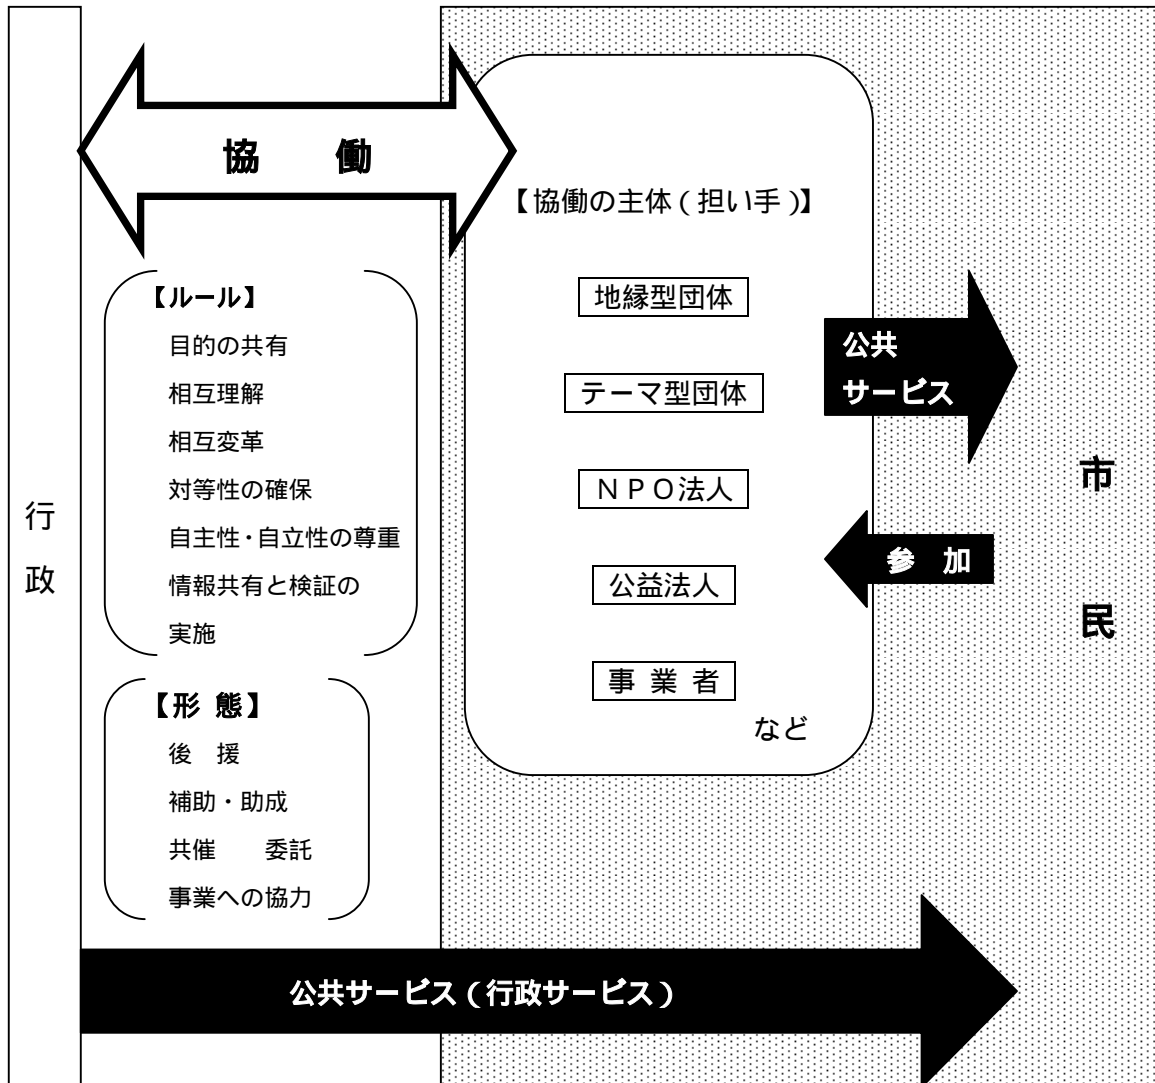 行
政
協　働
【ルール】
目的の共有
相互理解
相互変革
対等性の確保
自主性・自立性の尊重
情報共有と検証の
実施
【形 態】
後　援
補助・助成
共催　　委託
事業への協力
【協働の主体（担い手）】
地縁型団体
テーマ型団体
ＮＰＯ法人
公益法人
事 業 者
など
公共
サービス
参　加
市
民
公共サービス（行政サービス）